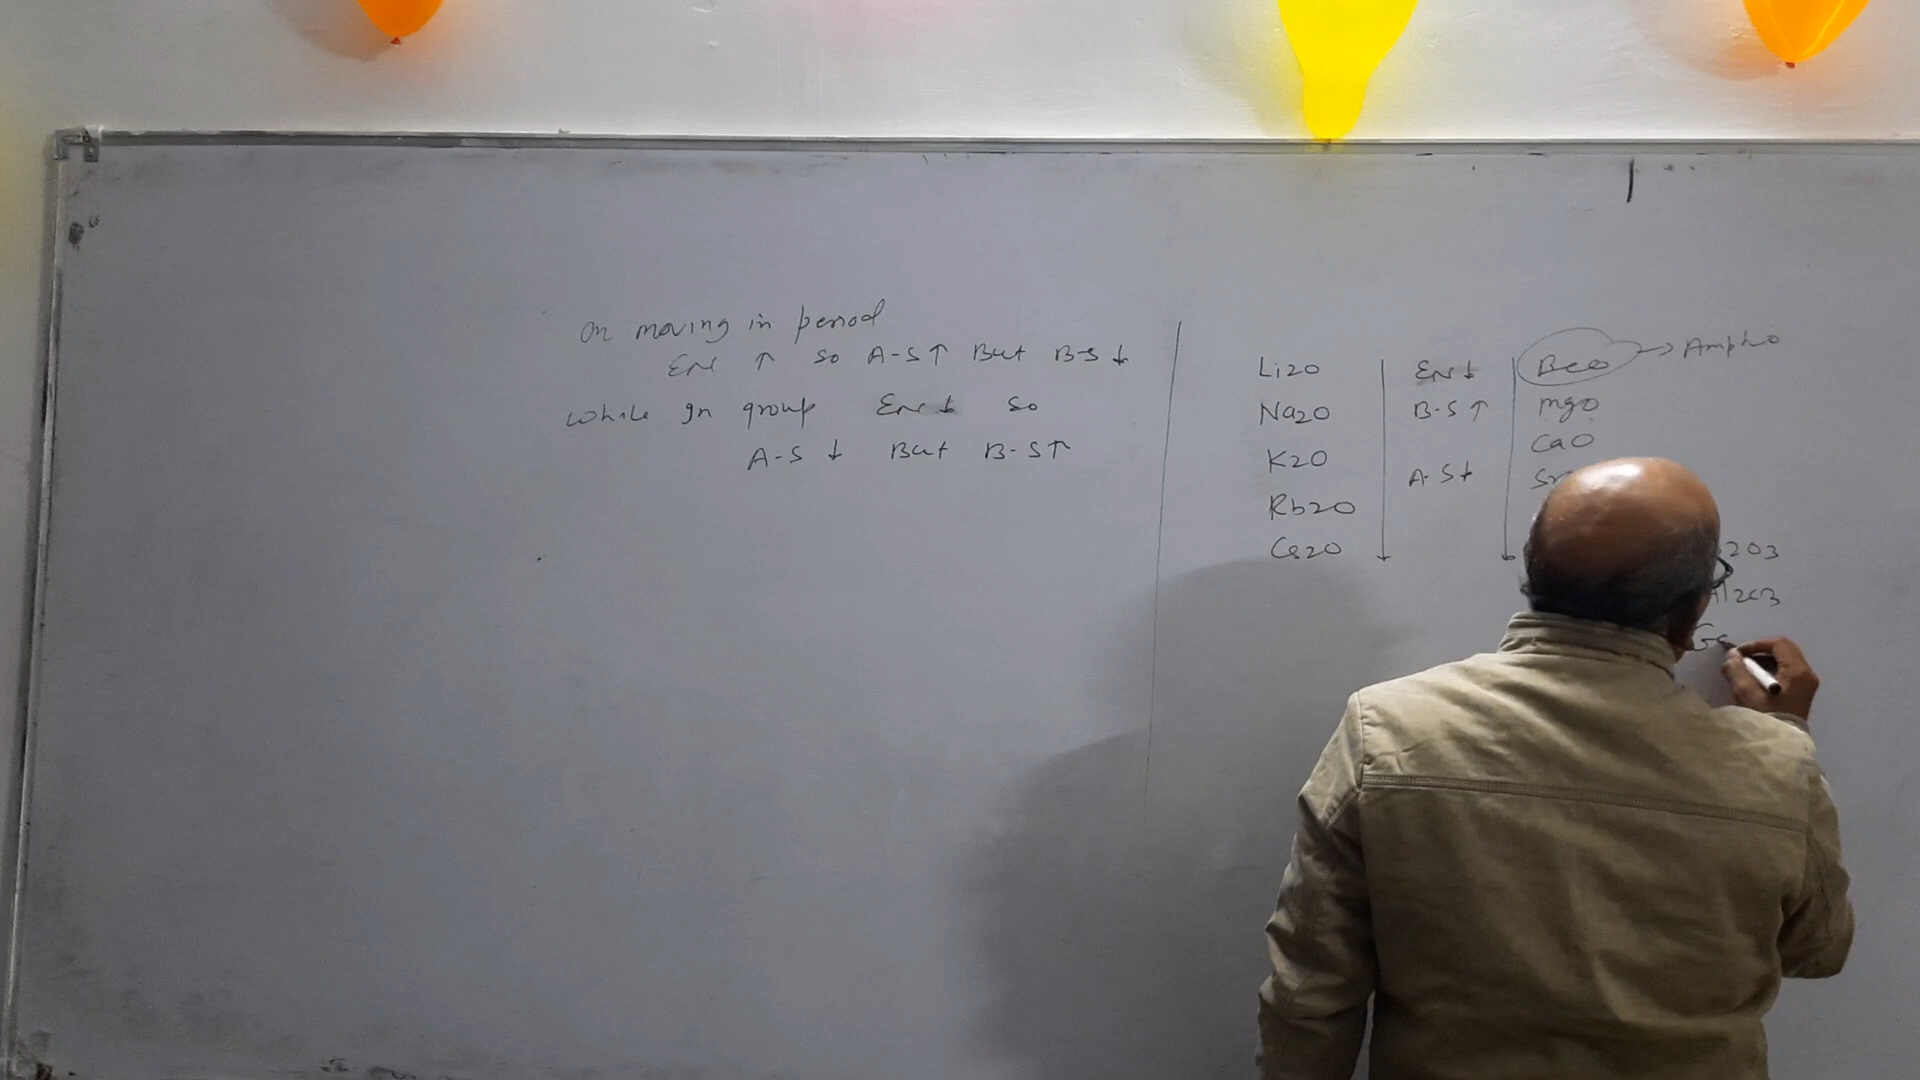 On moving in period
EN ↑ so A-S↑ But B-S ↓
while In group EN ↓ so
A-S ↓ But B-S↑
Li2O
Na2O
K2O
Rb2O
Cs2O
EN↓
B-S↑
A-S↓
BeO → Ampho
MgO
CaO
2O3
Al2O3